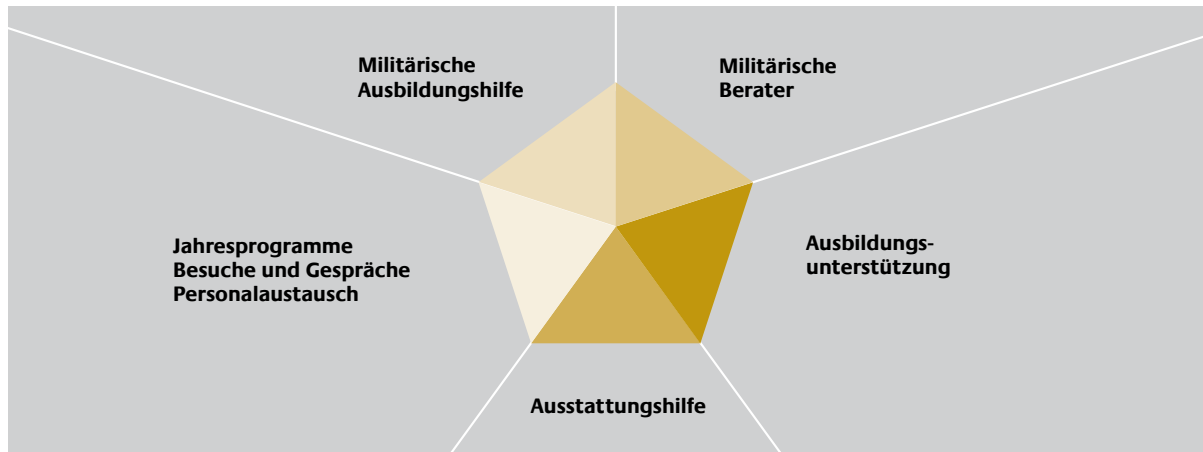 Militärische
Ausbildungshilfe
Militärische
Berater
Jahresprogramme
Besuche und Gespräche
Personalaustausch
Ausbildungs-
unterstützung
Ausstattungshilfe